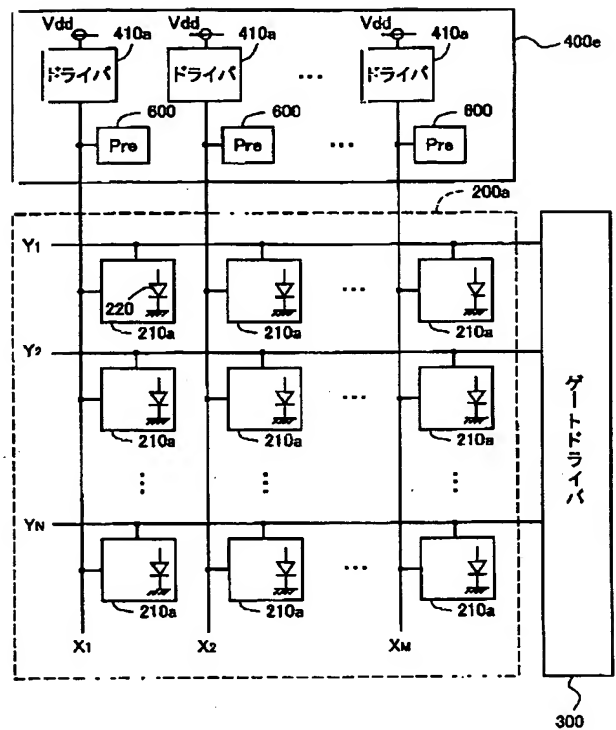 Vdd 410a Vdd 410a Vdd 410a
400e
ドライバ ドライバ ... ドライバ
600 600 600
Pre Pre ... Pre
200a
Y1
220
210a 210a ... 210a
Y2
210a 210a ... 210a
YN
210a 210a ... 210a
X1 X2 XM
ゲートドライバ
300